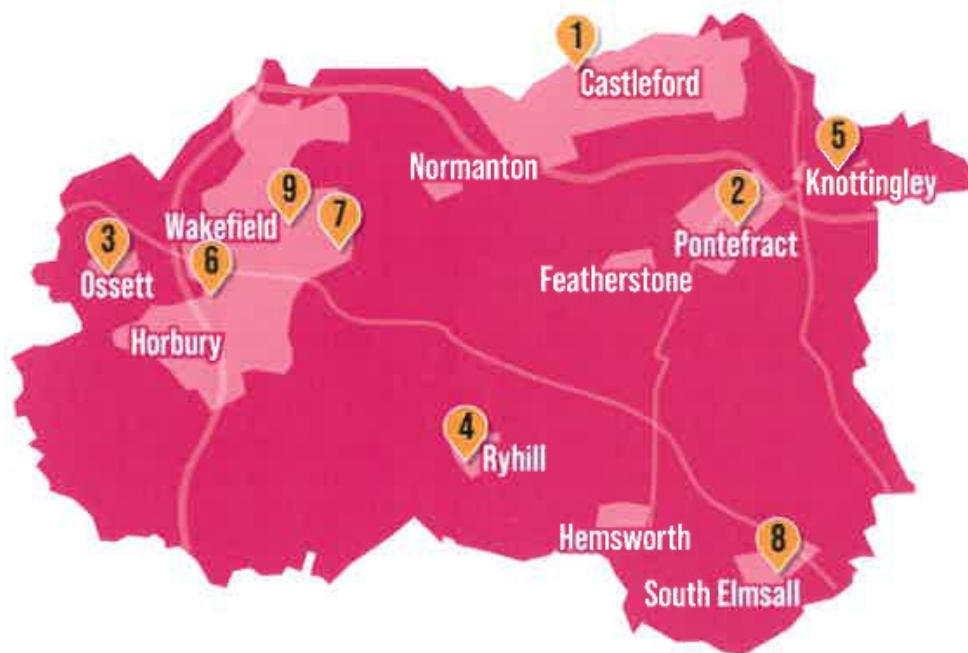 1
Castleford
5
Normanton
Knottingley
2
9
7
Wakefield
3
Pontefract
6
Featherstone
Ossett
Horbury
4
Ryhill
Hemsworth
8
South Elmsall